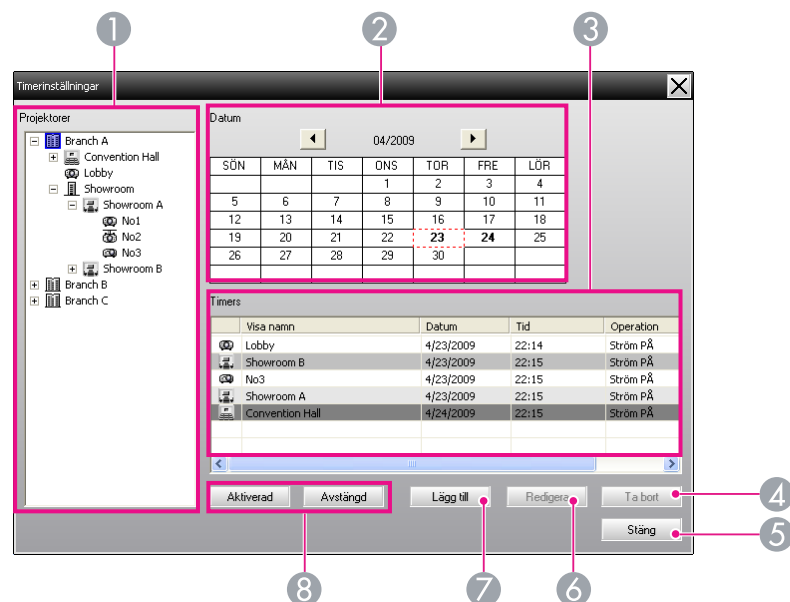 1 2 3
Timerinställningar
Projektorer
Branch A
Convention Hall
Lobby
Showroom
Showroom A
No1
No2
No3
Showroom B
Branch B
Branch C
Datum
04/2009
SÖN MÅN TIS ONS TOR FRE LÖR
1 2 3 4
5 6 7 8 9 10 11
12 13 14 15 16 17 18
19 20 21 22 23 24 25
26 27 28 29 30
Timers
Visa namn Datum Tid Operation
Lobby 4/23/2009 22:14 Ström PÅ
Showroom B 4/23/2009 22:15 Ström PÅ
No3 4/23/2009 22:15 Ström PÅ
Showroom A 4/23/2009 22:15 Ström PÅ
Convention Hall 4/24/2009 22:15 Ström PÅ
Aktiverad Avstängd Lägg till Redigera Ta bort 4
Stäng 5
8 7 6